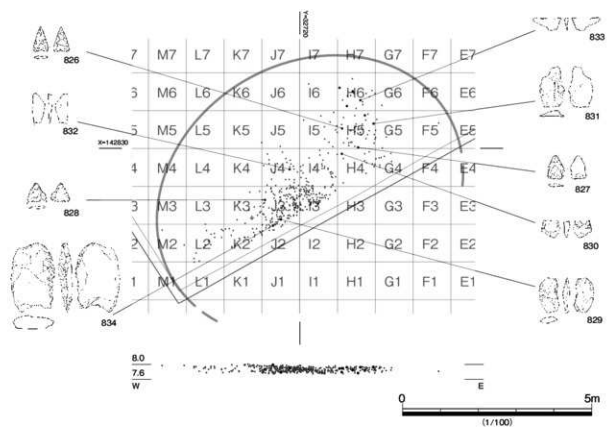 Y=32720
833
7 M7 L7 K7 J7 I7 H7 G7 F7 E7
826
6 M6 L6 K6 J6 I6 H6 G6 F6 E6
831
832
5 M5 L5 K5 J5 I5 H5 G5 F5 E5
X=142630
4 M4 L4 K4 J4 I4 H4 G4 F4 E4
827
828
3 M3 L3 K3 J3 I3 H3 G3 F3 E3
830
2 M2 L2 K2 J2 I2 H2 G2 F2 E2
1 M1 L1 K1 J1 I1 H1 G1 F1 E1
834
829
8.0
7.6
W E
0 5m
(1/100)